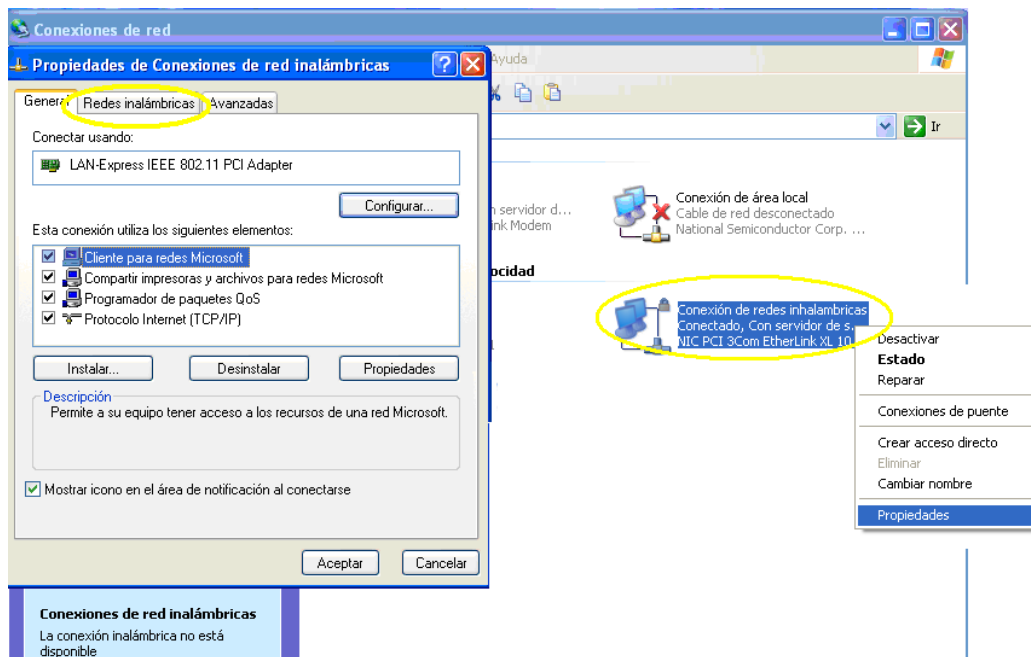 Conexiones de red
Propiedades de Conexiones de red inalámbricas
General
Redes inalámbricas
Avanzadas
Conectar usando:
LAN-Express IEEE 802.11 PCI Adapter
Configurar...
Esta conexión utiliza los siguientes elementos:
Cliente para redes Microsoft
Compartir impresoras y archivos para redes Microsoft
Programador de paquetes QoS
Protocolo Internet (TCP/IP)
Instalar...
Desinstalar
Propiedades
Descripción
Permite a su equipo tener acceso a los recursos de una red Microsoft.
Mostrar icono en el área de notificación al conectarse
Aceptar
Cancelar
Conexiones de red inalámbricas
La conexión inalámbrica no está
disponible
Ayuda
Ir
n servidor d...
ink Modem
Conexión de área local
Cable de red desconectado
National Semiconductor Corp. ...
ocidad
Conexión de redes inhalambricas
Conectado, Con servidor de s...
NIC PCI 3Com EtherLink XL 10
Desactivar
Estado
Reparar
Conexiones de puente
Crear acceso directo
Eliminar
Cambiar nombre
Propiedades